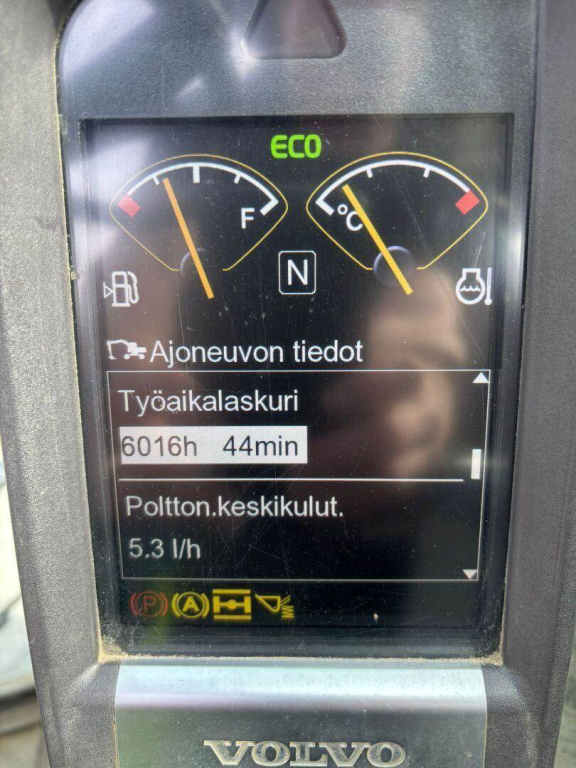 ECO
F
°C
N
Ajoneuvon tiedot
Työaikalaskuri
6016h 44min
Poltton.keskikulut.
5.3 l/h
P A
VOLVO